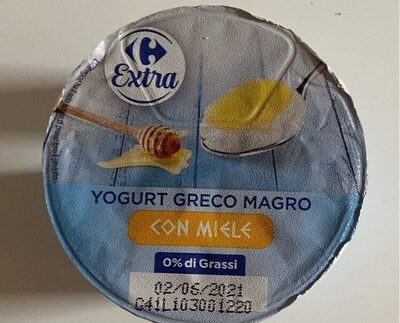 Extra
YOGURT GRECO MAGRO
CON MIELE
0% di Grassi
02/06/2021
C41L103001220